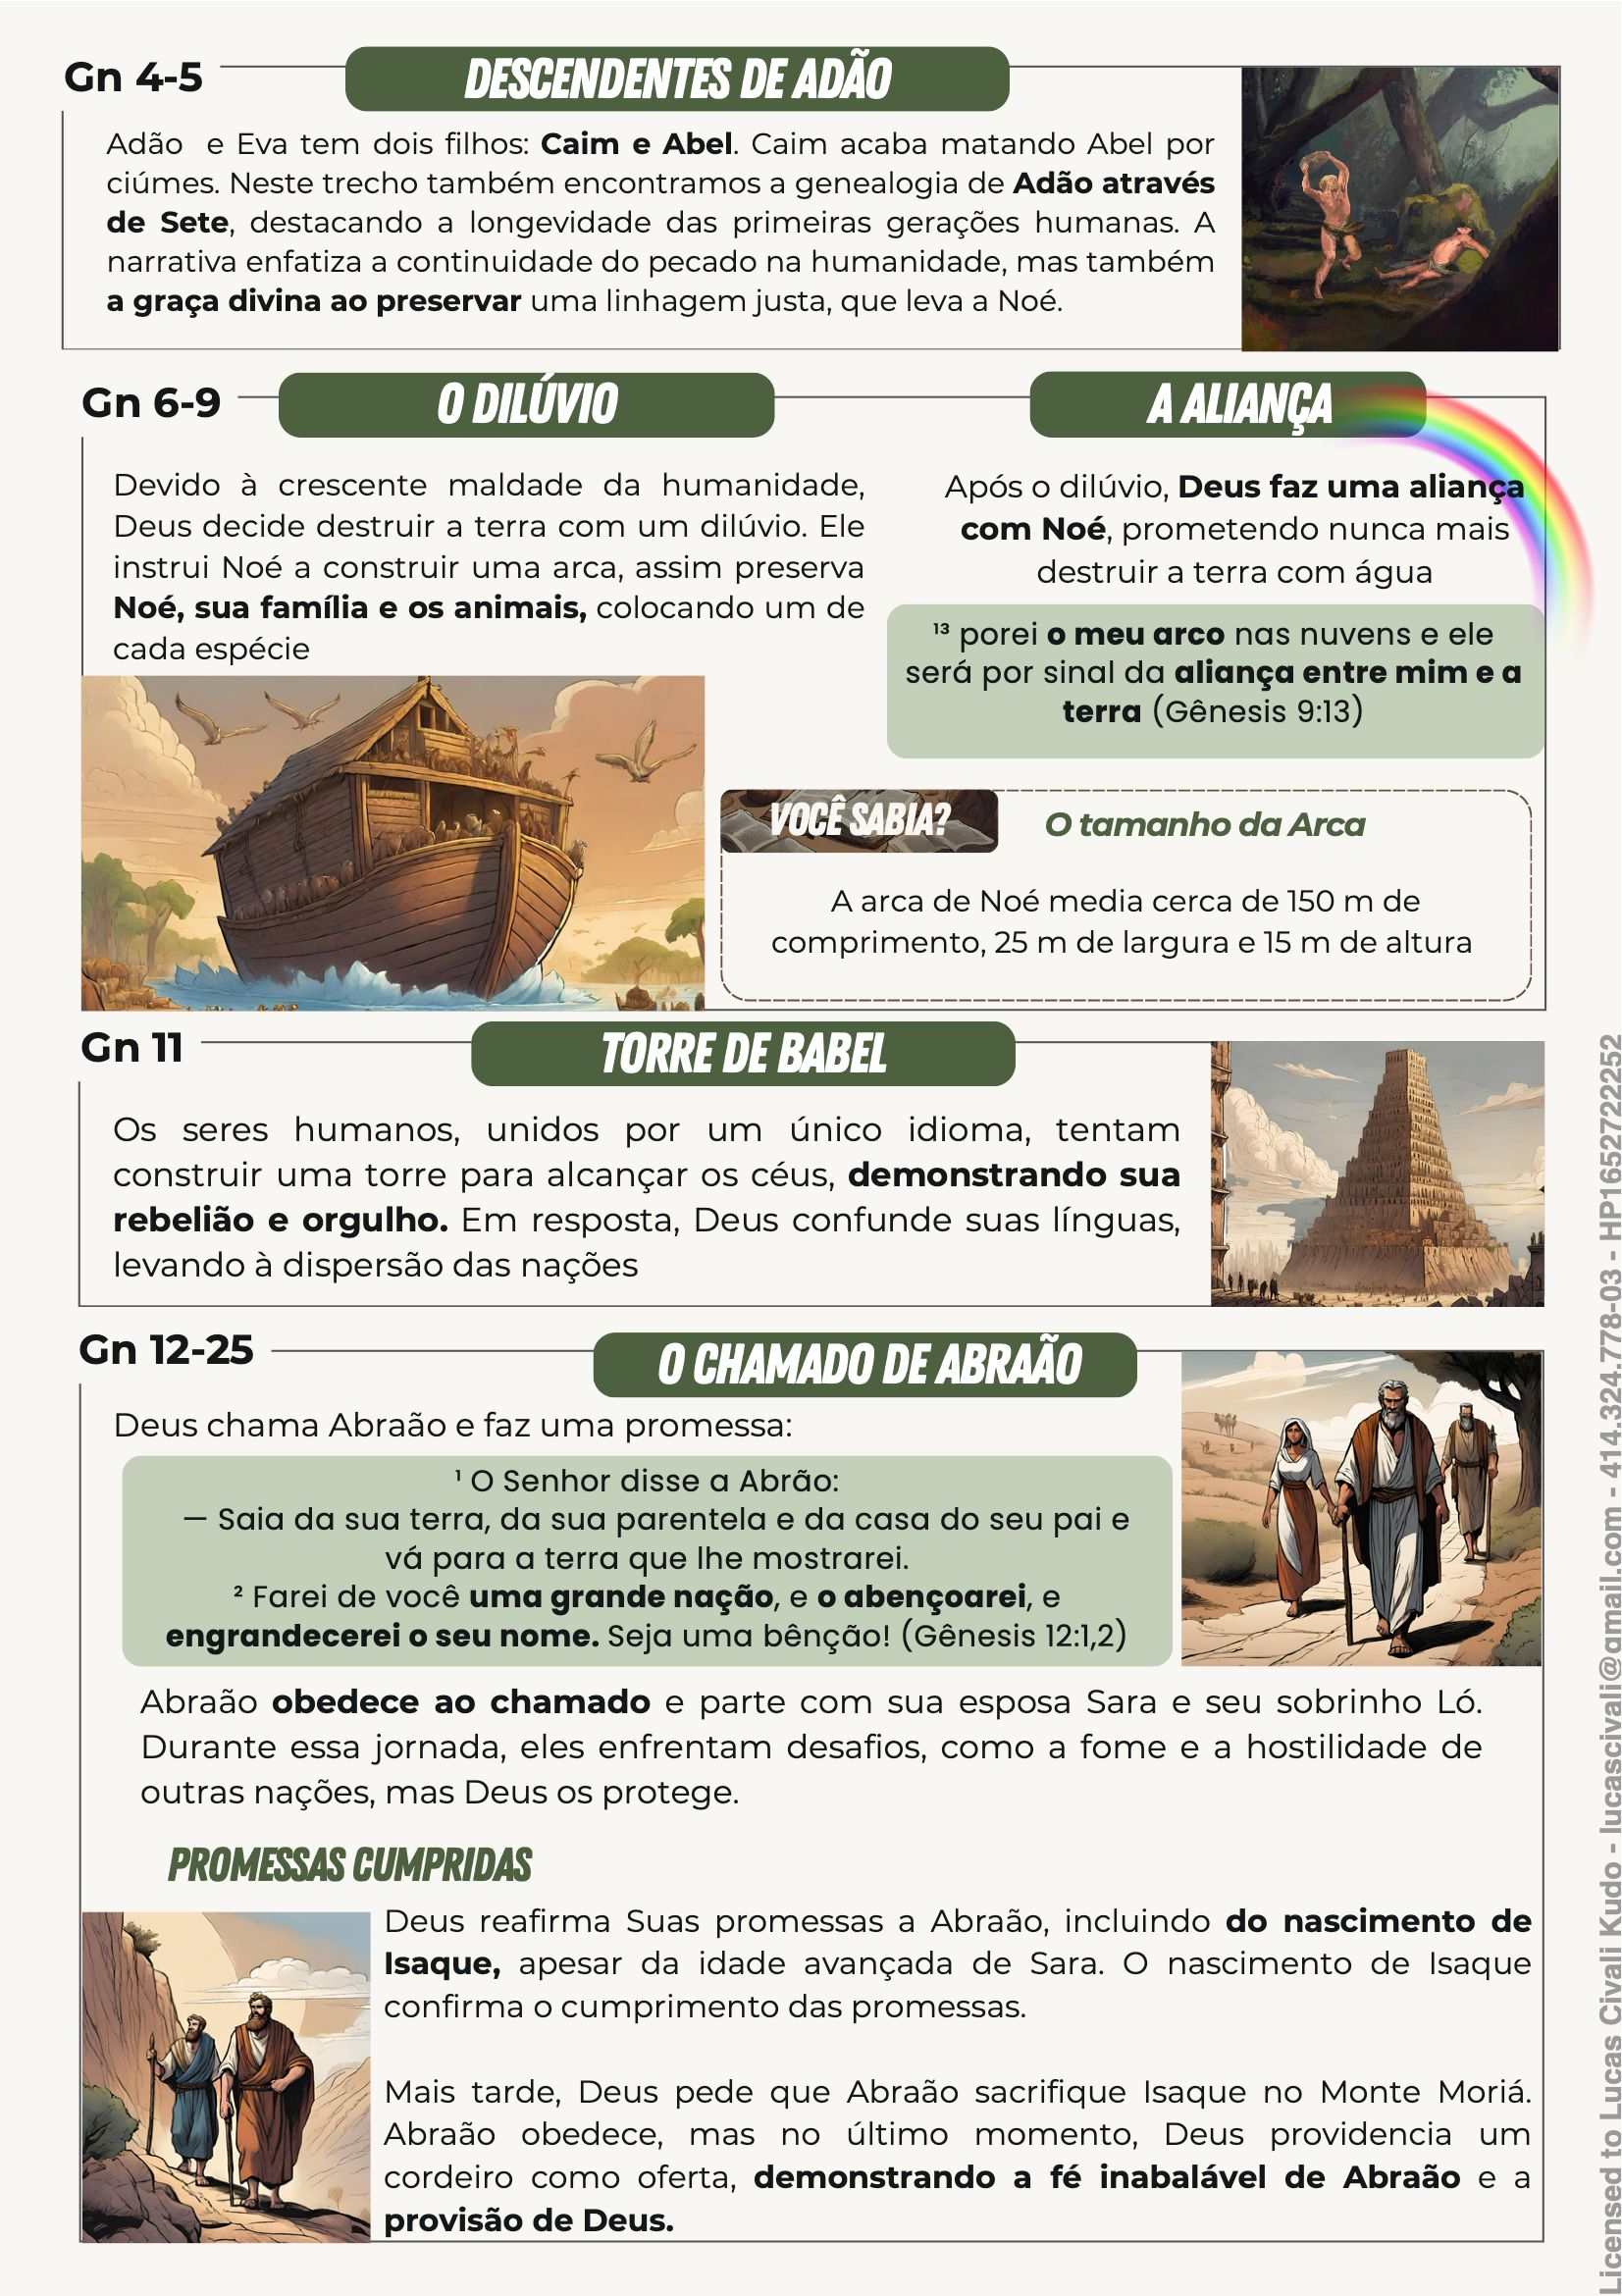 Gn 4-5
DESCENDENTES DE ADÃO
Adão e Eva tem dois filhos: Caim e Abel. Caim acaba matando Abel por
ciúmes. Neste trecho também encontramos a genealogia de Adão através
de Sete, destacando a longevidade das primeiras gerações humanas. A
narrativa enfatiza a continuidade do pecado na humanidade, mas também
a graça divina ao preservar uma linhagem justa, que leva a Noé.
Gn 6-9
O DILÚVIO
Devido à crescente maldade da humanidade,
Deus decide destruir a terra com um dilúvio. Ele
instrui Noé a construir uma arca, assim preserva
Noé, sua família e os animais, colocando um de
cada espécie
A ALIANÇA
Após o dilúvio, Deus faz uma aliança
com Noé, prometendo nunca mais
destruir a terra com água
¹³ porei o meu arco nas nuvens e ele
será por sinal da aliança entre mim e a
terra (Gênesis 9:13)
VOCÊ SABIA?
O tamanho da Arca
A arca de Noé media cerca de 150 m de
comprimento, 25 m de largura e 15 m de altura
Gn 11
TORRE DE BABEL
Os seres humanos, unidos por um único idioma, tentam
construir uma torre para alcançar os céus, demonstrando sua
rebelião e orgulho. Em resposta, Deus confunde suas línguas,
levando à dispersão das nações
Gn 12-25
O CHAMADO DE ABRAÃO
Deus chama Abraão e faz uma promessa:
¹ O Senhor disse a Abrão:
— Saia da sua terra, da sua parentela e da casa do seu pai e
vá para a terra que lhe mostrarei.
² Farei de você uma grande nação, e o abençoarei, e
engrandecerei o seu nome. Seja uma bênção! (Gênesis 12:1,2)
Abraão obedece ao chamado e parte com sua esposa Sara e seu sobrinho Ló.
Durante essa jornada, eles enfrentam desafios, como a fome e a hostilidade de
outras nações, mas Deus os protege.
PROMESSAS CUMPRIDAS
Deus reafirma Suas promessas a Abraão, incluindo do nascimento de
Isaque, apesar da idade avançada de Sara. O nascimento de Isaque
confirma o cumprimento das promessas.
Mais tarde, Deus pede que Abraão sacrifique Isaque no Monte Moriá.
Abraão obedece, mas no último momento, Deus providencia um
cordeiro como oferta, demonstrando a fé inabalável de Abraão e a
provisão de Deus.
Licensed to Lucas Civali Kudo - lucascivali@gmail.com - 414.324.778-03 - HP16527222252